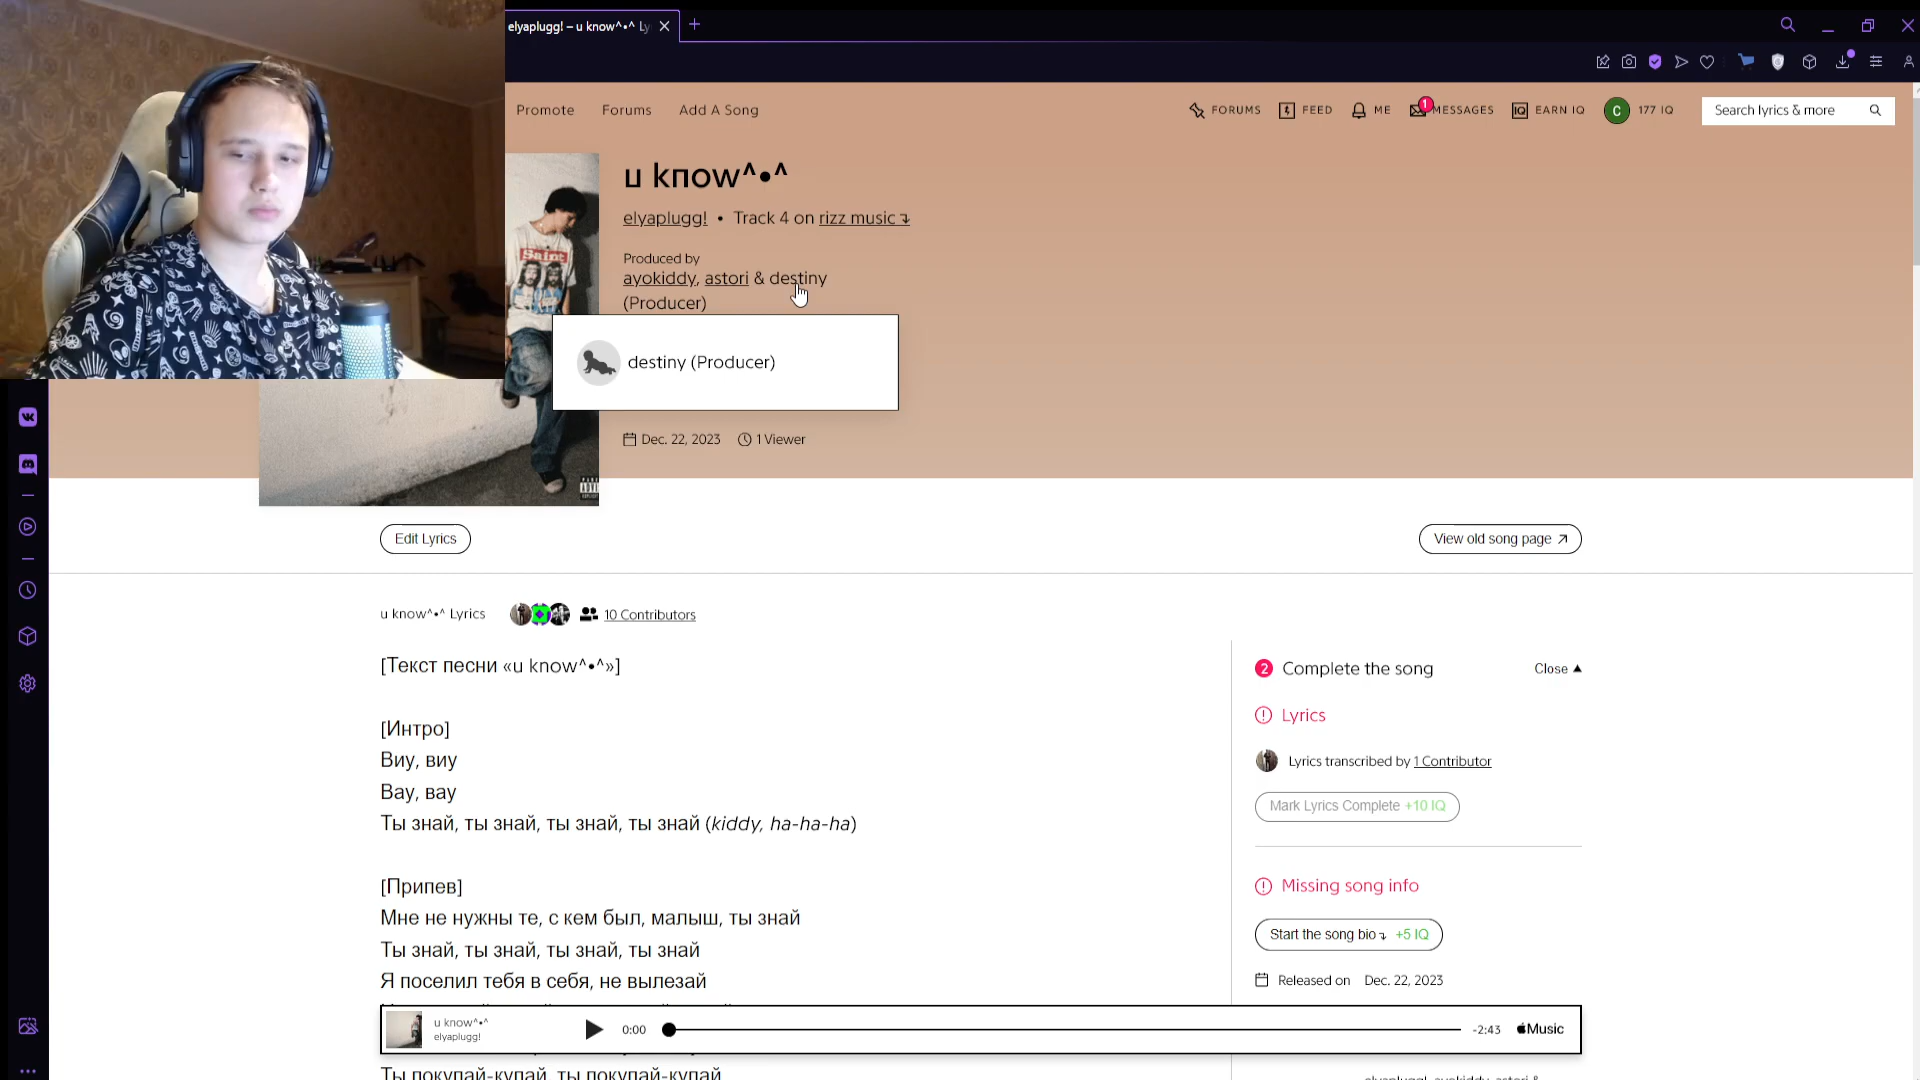 elyaplugg! – u know^•^ Ly
Promote Forums Add A Song
FORUMS FEED ME 1 MESSAGES IQ EARN IQ C 177 IQ Search lyrics & more
u know^•^
elyaplugg! • Track 4 on rizz music
Produced by
ayokiddy, astori & destiny
(Producer)
Saint
destiny (Producer)
Dec. 22, 2023 1 Viewer
Edit Lyrics
View old song page
u know^•^ Lyrics 10 Contributors
[Текст песни «u know^•^»]
[Интро]
Виу, виу
Вау, вау
Ты знай, ты знай, ты знай, ты знай (kiddy, ha-ha-ha)
[Припев]
Мне не нужны те, с кем был, малыш, ты знай
Ты знай, ты знай, ты знай, ты знай
Я поселил тебя в себя, не вылезай
Ты покупай-купай, ты покупай-купай
2 Complete the song Close
Lyrics
Lyrics transcribed by 1 Contributor
Mark Lyrics Complete +10 IQ
Missing song info
Start the song bio +5 IQ
Released on Dec. 22, 2023
elyaplugg!, ayokiddy, astori &
u know^•^
elyaplugg!
0:00 -2:43 Music